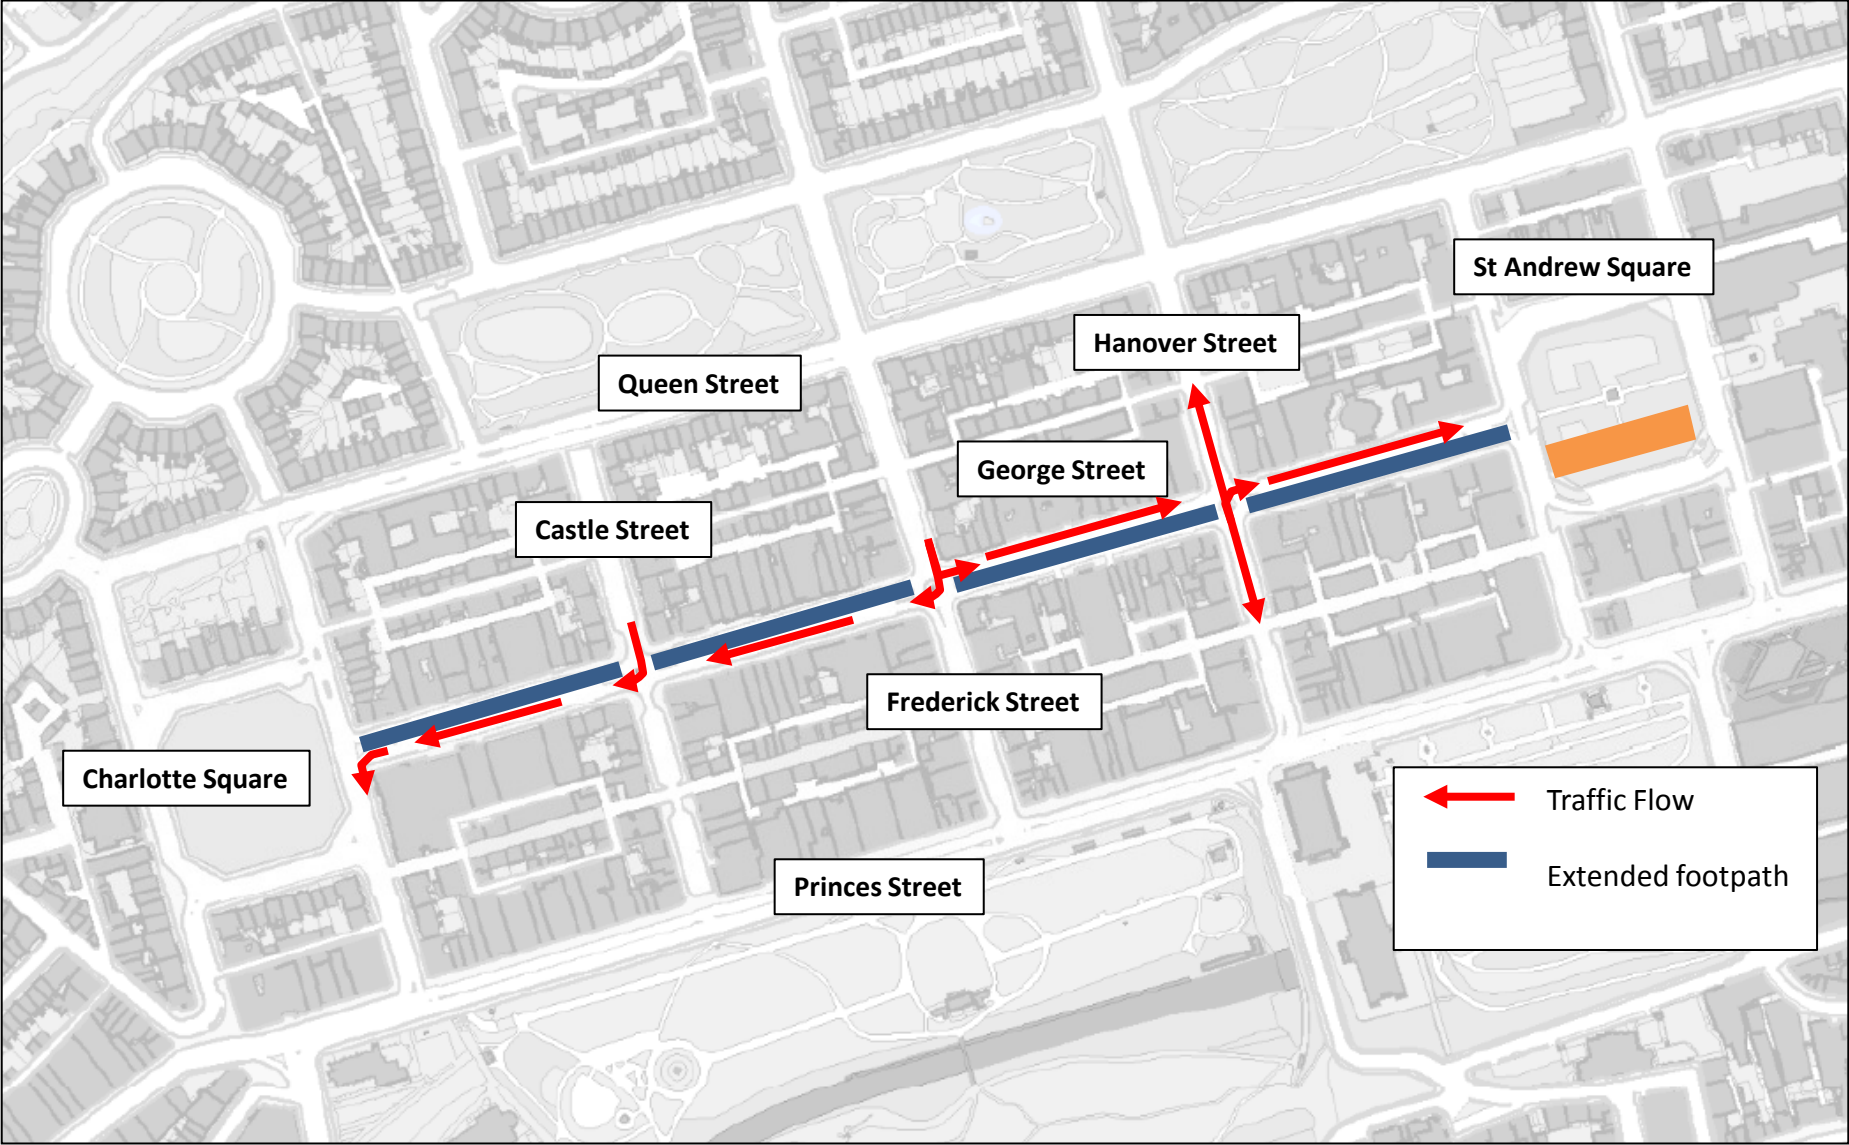 St Andrew Square
Hanover Street
Queen Street
George Street
Castle Street
Frederick Street
Charlotte Square
Princes Street
Traffic Flow
Extended footpath